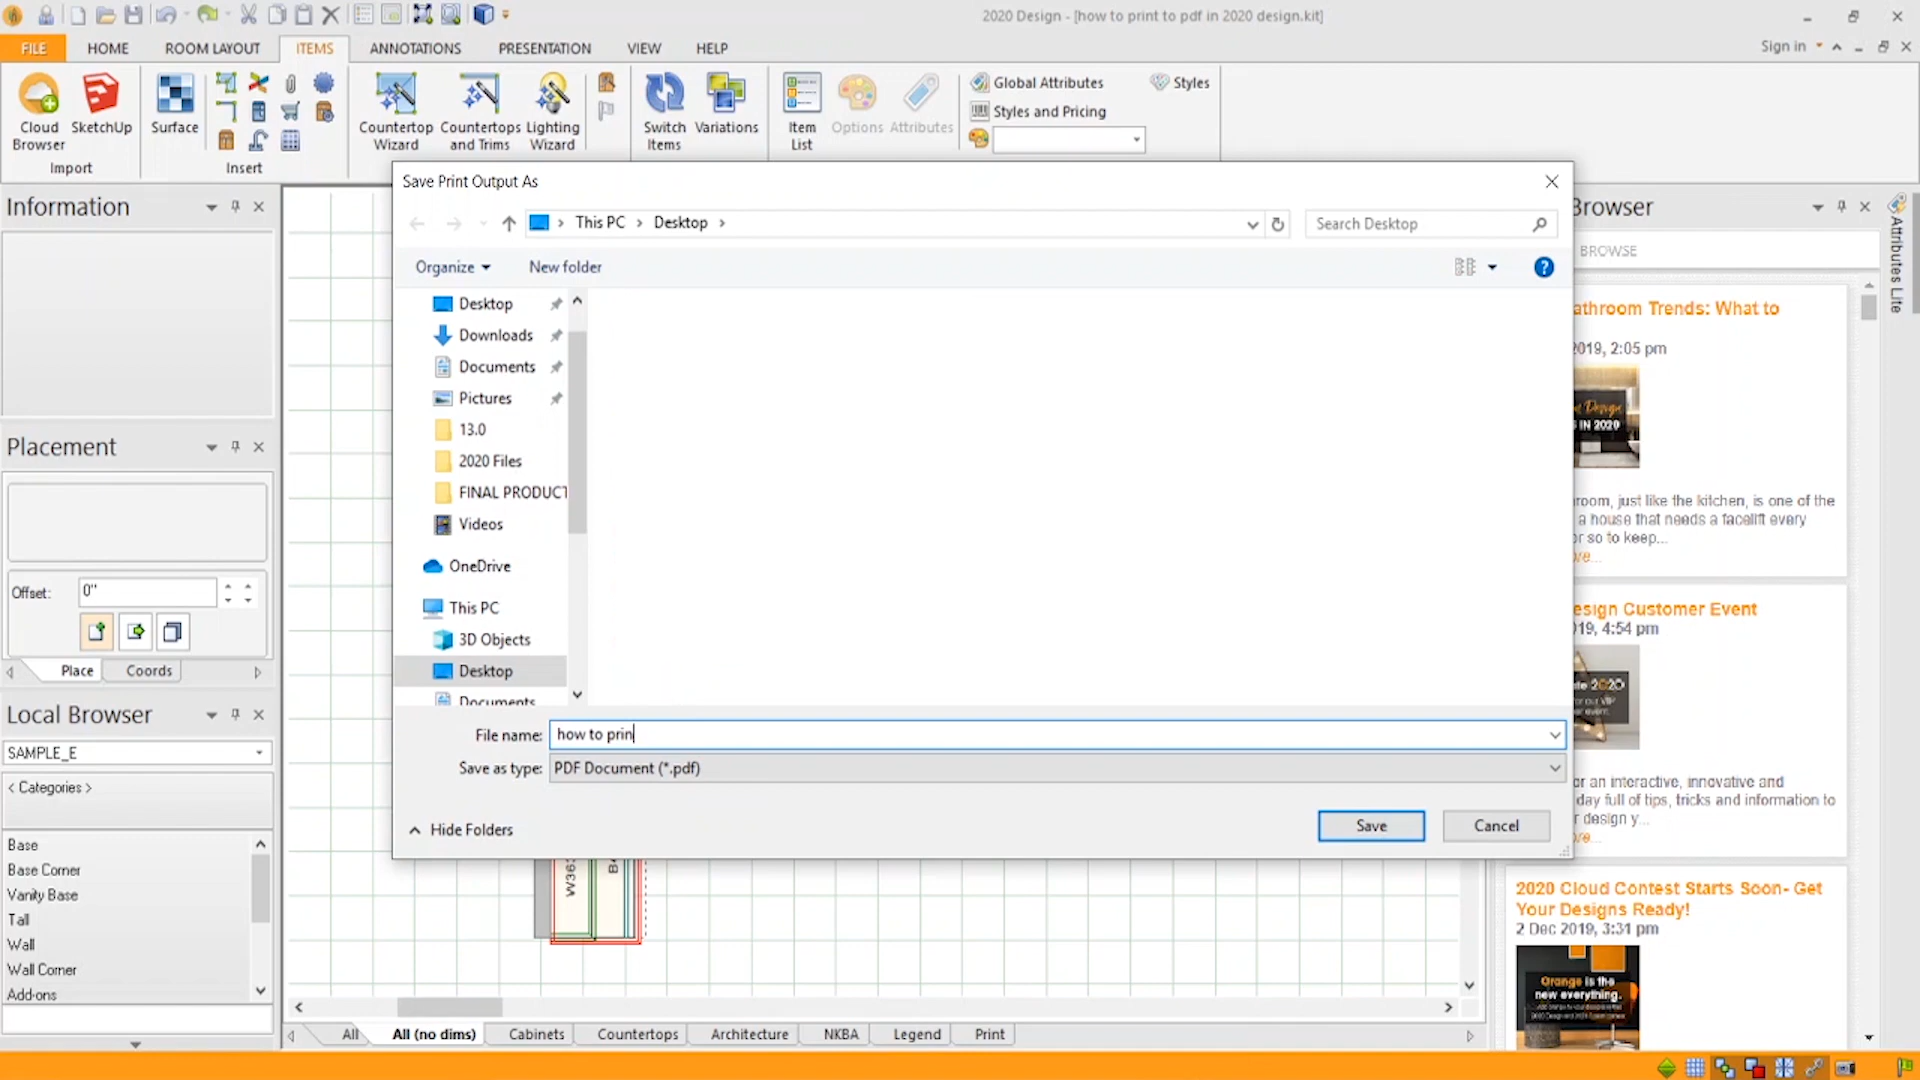 2020 Design - [how to print to pdf in 2020 design.kit]
FILE
HOME
ROOM LAYOUT
ITEMS
ANNOTATIONS
PRESENTATION
VIEW
HELP
Sign in
Cloud Browser
SketchUp
Import
Surface
Insert
Countertop Wizard
Countertops and Trims
Lighting Wizard
Switch Items
Variations
Item List
Options
Attributes
Global Attributes
Styles and Pricing
Styles
Information
Placement
Offset:
0"
Place
Coords
Local Browser
SAMPLE_E
< Categories >
Base
Base Corner
Vanity Base
Tall
Wall
Wall Corner
Add-ons
Save Print Output As
This PC
Desktop
Search Desktop
Organize
New folder
Desktop
Downloads
Documents
Pictures
13.0
2020 Files
FINAL PRODUCT
Videos
OneDrive
This PC
3D Objects
Desktop
Documents
File name:
how to prin
Save as type:
PDF Document (*.pdf)
Hide Folders
Save
Cancel
All
All (no dims)
Cabinets
Countertops
Architecture
NKBA
Legend
Print
Browser
BROWSE
Attributes Lite
athroom Trends: What to
2019, 2:05 pm
IN 2020
room, just like the kitchen, is one of the
a house that needs a facelift every
or so to keep...
esign Customer Event
19, 4:54 pm
or an interactive, innovative and
day full of tips, tricks and information to
r design y...
2020 Cloud Contest Starts Soon- Get
Your Designs Ready!
2 Dec 2019, 3:31 pm
Orange is the
new everything.